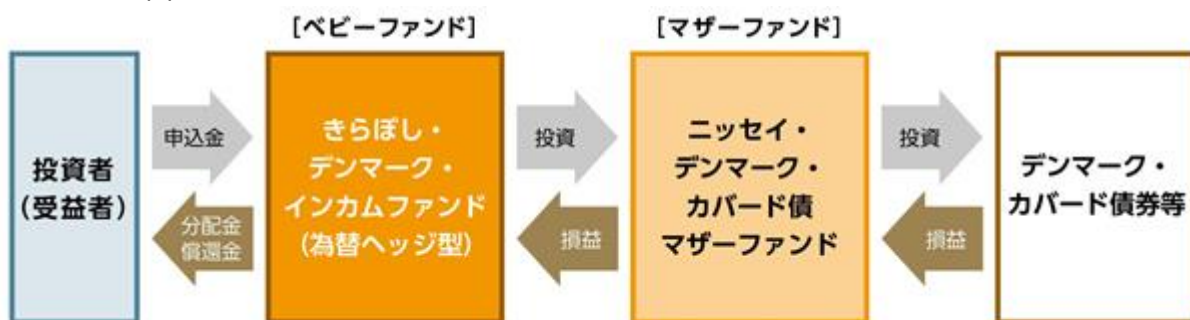 [ベビーファンド]
[マザーファンド]
投資者
(受益者)
申込金
分配金
償還金
きらぼし・
デンマーク・
インカムファンド
(為替ヘッジ型)
投資
損益
ニッセイ・
デンマーク・
カバード債
マザーファンド
投資
損益
デンマーク・
カバード債券等